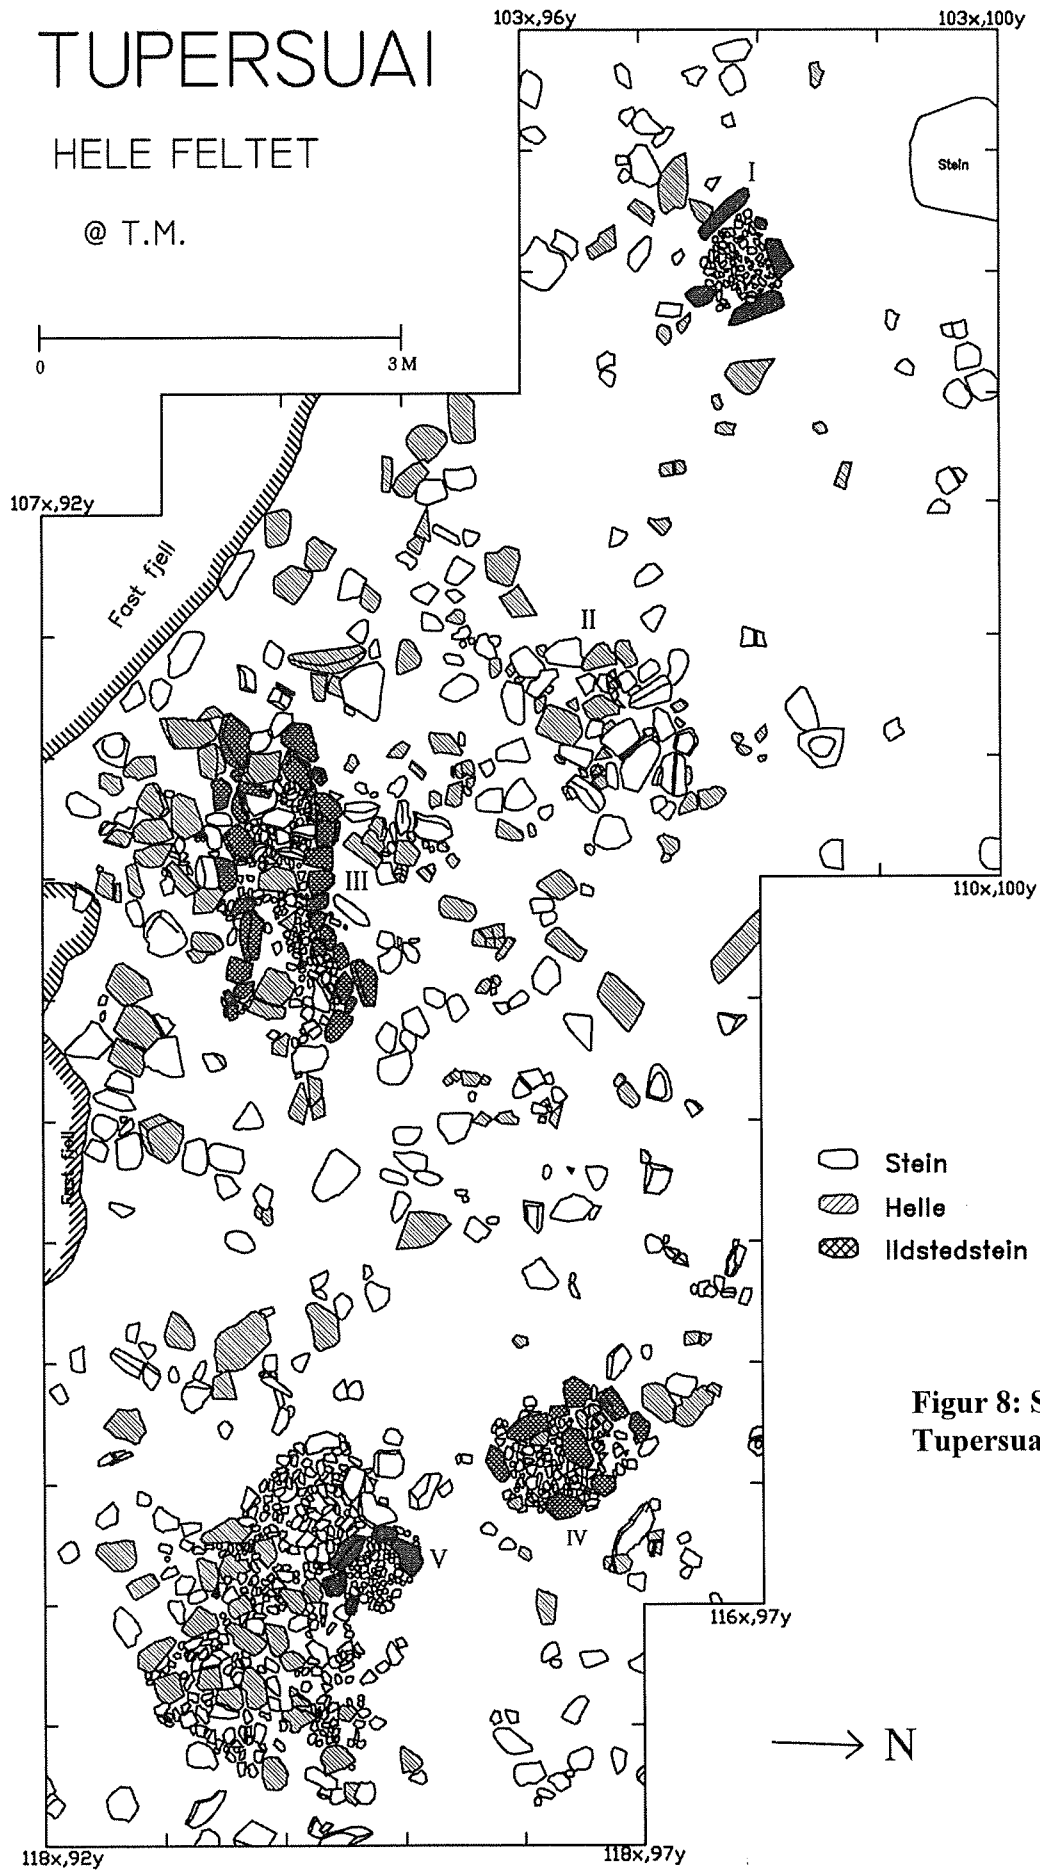 103x,96y
103x,100y
TUPERSUAI
HELE FELTET
@ T.M.
Stein
I
0
3 M
107x,92y
Fast fjell
II
III
110x,100y
Fast fjell
Stein
Helle
Ildstedstein
Figur 8: S
Tupersua
IV
V
116x,97y
N
118x,92y
118x,97y